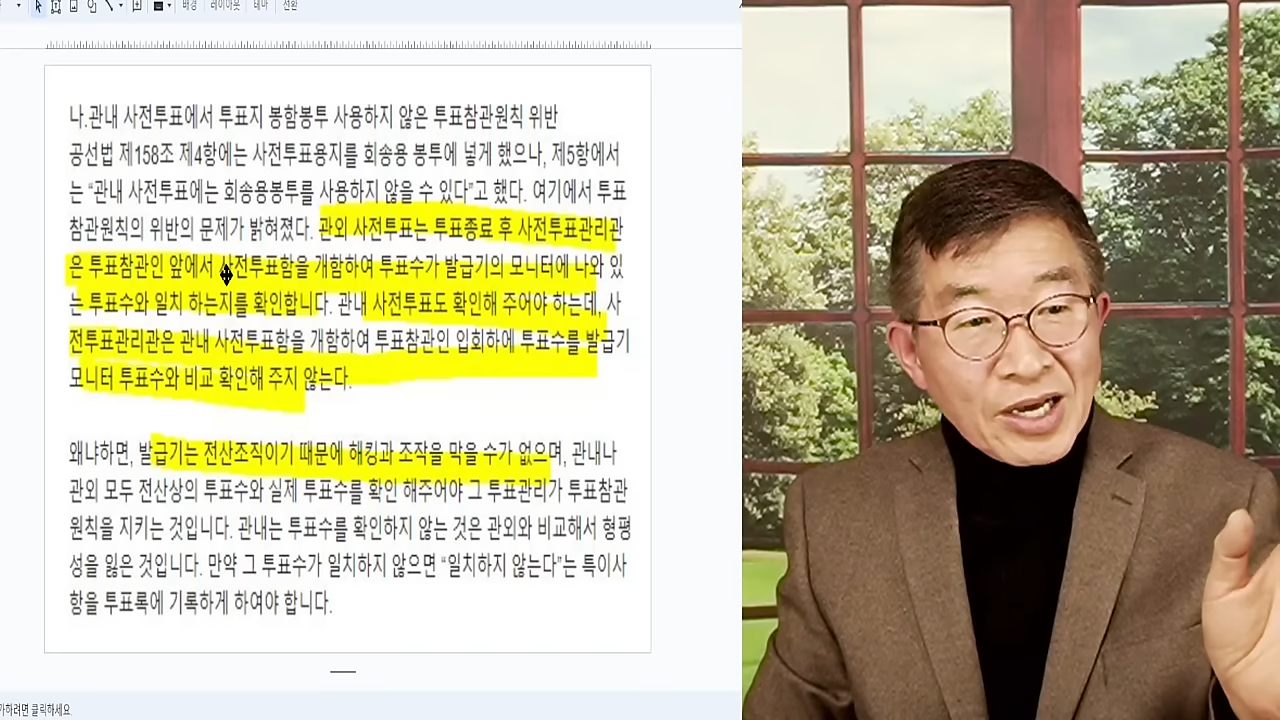 배경 레이아웃 테마 전환
나.관내 사전투표에서 투표지 봉함봉투 사용하지 않은 투표참관원칙 위반
공선법 제158조 제4항에는 사전투표용지를 회송용 봉투에 넣게 했으나, 제5항에서
는 “관내 사전투표에는 회송용봉투를 사용하지 않을 수 있다”고 했다. 여기에서 투표
참관원칙의 위반의 문제가 밝혀졌다. 관외 사전투표는 투표종료 후 사전투표관리관
은 투표참관인 앞에서 사전투표함을 개함하여 투표수가 발급기의 모니터에 나와 있
는 투표수와 일치 하는지를 확인합니다. 관내 사전투표도 확인해 주어야 하는데, 사
전투표관리관은 관내 사전투표함을 개함하여 투표참관인 입회하에 투표수를 발급기
모니터 투표수와 비교 확인해 주지 않는다.
왜냐하면, 발급기는 전산조직이기 때문에 해킹과 조작을 막을 수가 없으며, 관내나
관외 모두 전산상의 투표수와 실제 투표수를 확인 해주어야 그 투표관리가 투표참관
원칙을 지키는 것입니다. 관내는 투표수를 확인하지 않는 것은 관외와 비교해서 형평
성을 잃은 것입니다. 만약 그 투표수가 일치하지 않으면 “일치하지 않는다”는 특이사
항을 투표록에 기록하게 하여야 합니다.
가하려면 클릭하세요.